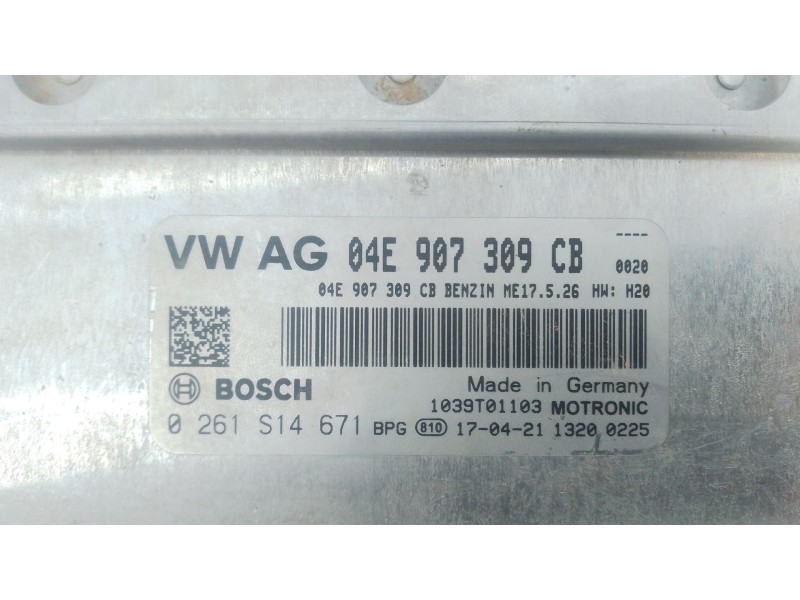 ----
VW AG 04E 907 309 CB 0020
04E 907 309 CB BENZIN ME17.5.26 HW: H20
BOSCH
Made in Germany
1039T01103 MOTRONIC
0 261 S14 671 BPG 810 17-04-21 1320 0225